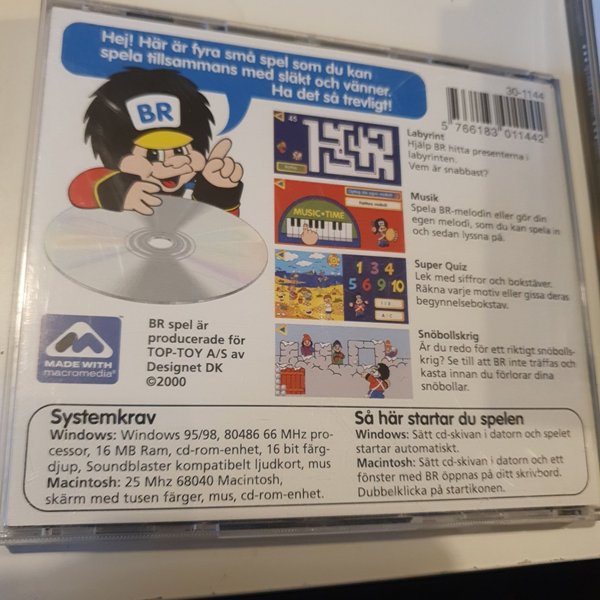 Hej! Här är fyra små spel som du kan
spela tillsammans med släkt och vänner.
Ha det så trevligt!
BR
30-1144
5 766183 011442
45
Labyrint
Hjälp BR hitta presenterna i
labyrinten.
Vem är snabbast?
MUSIC•TIME
Musik
Spela BR-melodin eller gör din
egen melodi, som du kan spela in
och sedan lyssna på.
1 3 4
5 6 9 10
Super Quiz
Lek med siffror och bokstäver.
Räkna varje motiv eller gissa deras
begynnelsebokstav.
Snöbollskrig
Är du redo för ett riktigt snöbolls-
krig? Se till att BR inte träffas och
kasta innan du förlorar dina
snöbollar.
MADE WITH
macromedia®
BR spel är
producerade för
TOP-TOY A/S av
Designet DK
©2000
Systemkrav
Windows: Windows 95/98, 80486 66 MHz pro-
cessor, 16 MB Ram, cd-rom-enhet, 16 bit färg-
djup, Soundblaster kompatibelt ljudkort, mus
Macintosh: 25 Mhz 68040 Macintosh,
skärm med tusen färger, mus, cd-rom-enhet.
Så här startar du spelen
Windows: Sätt cd-skivan i datorn och spelet
startar automatiskt.
Macintosh: Sätt cd-skivan i datorn och ett
fönster med BR öppnas på ditt skrivbord.
Dubbelklicka på startikonen.